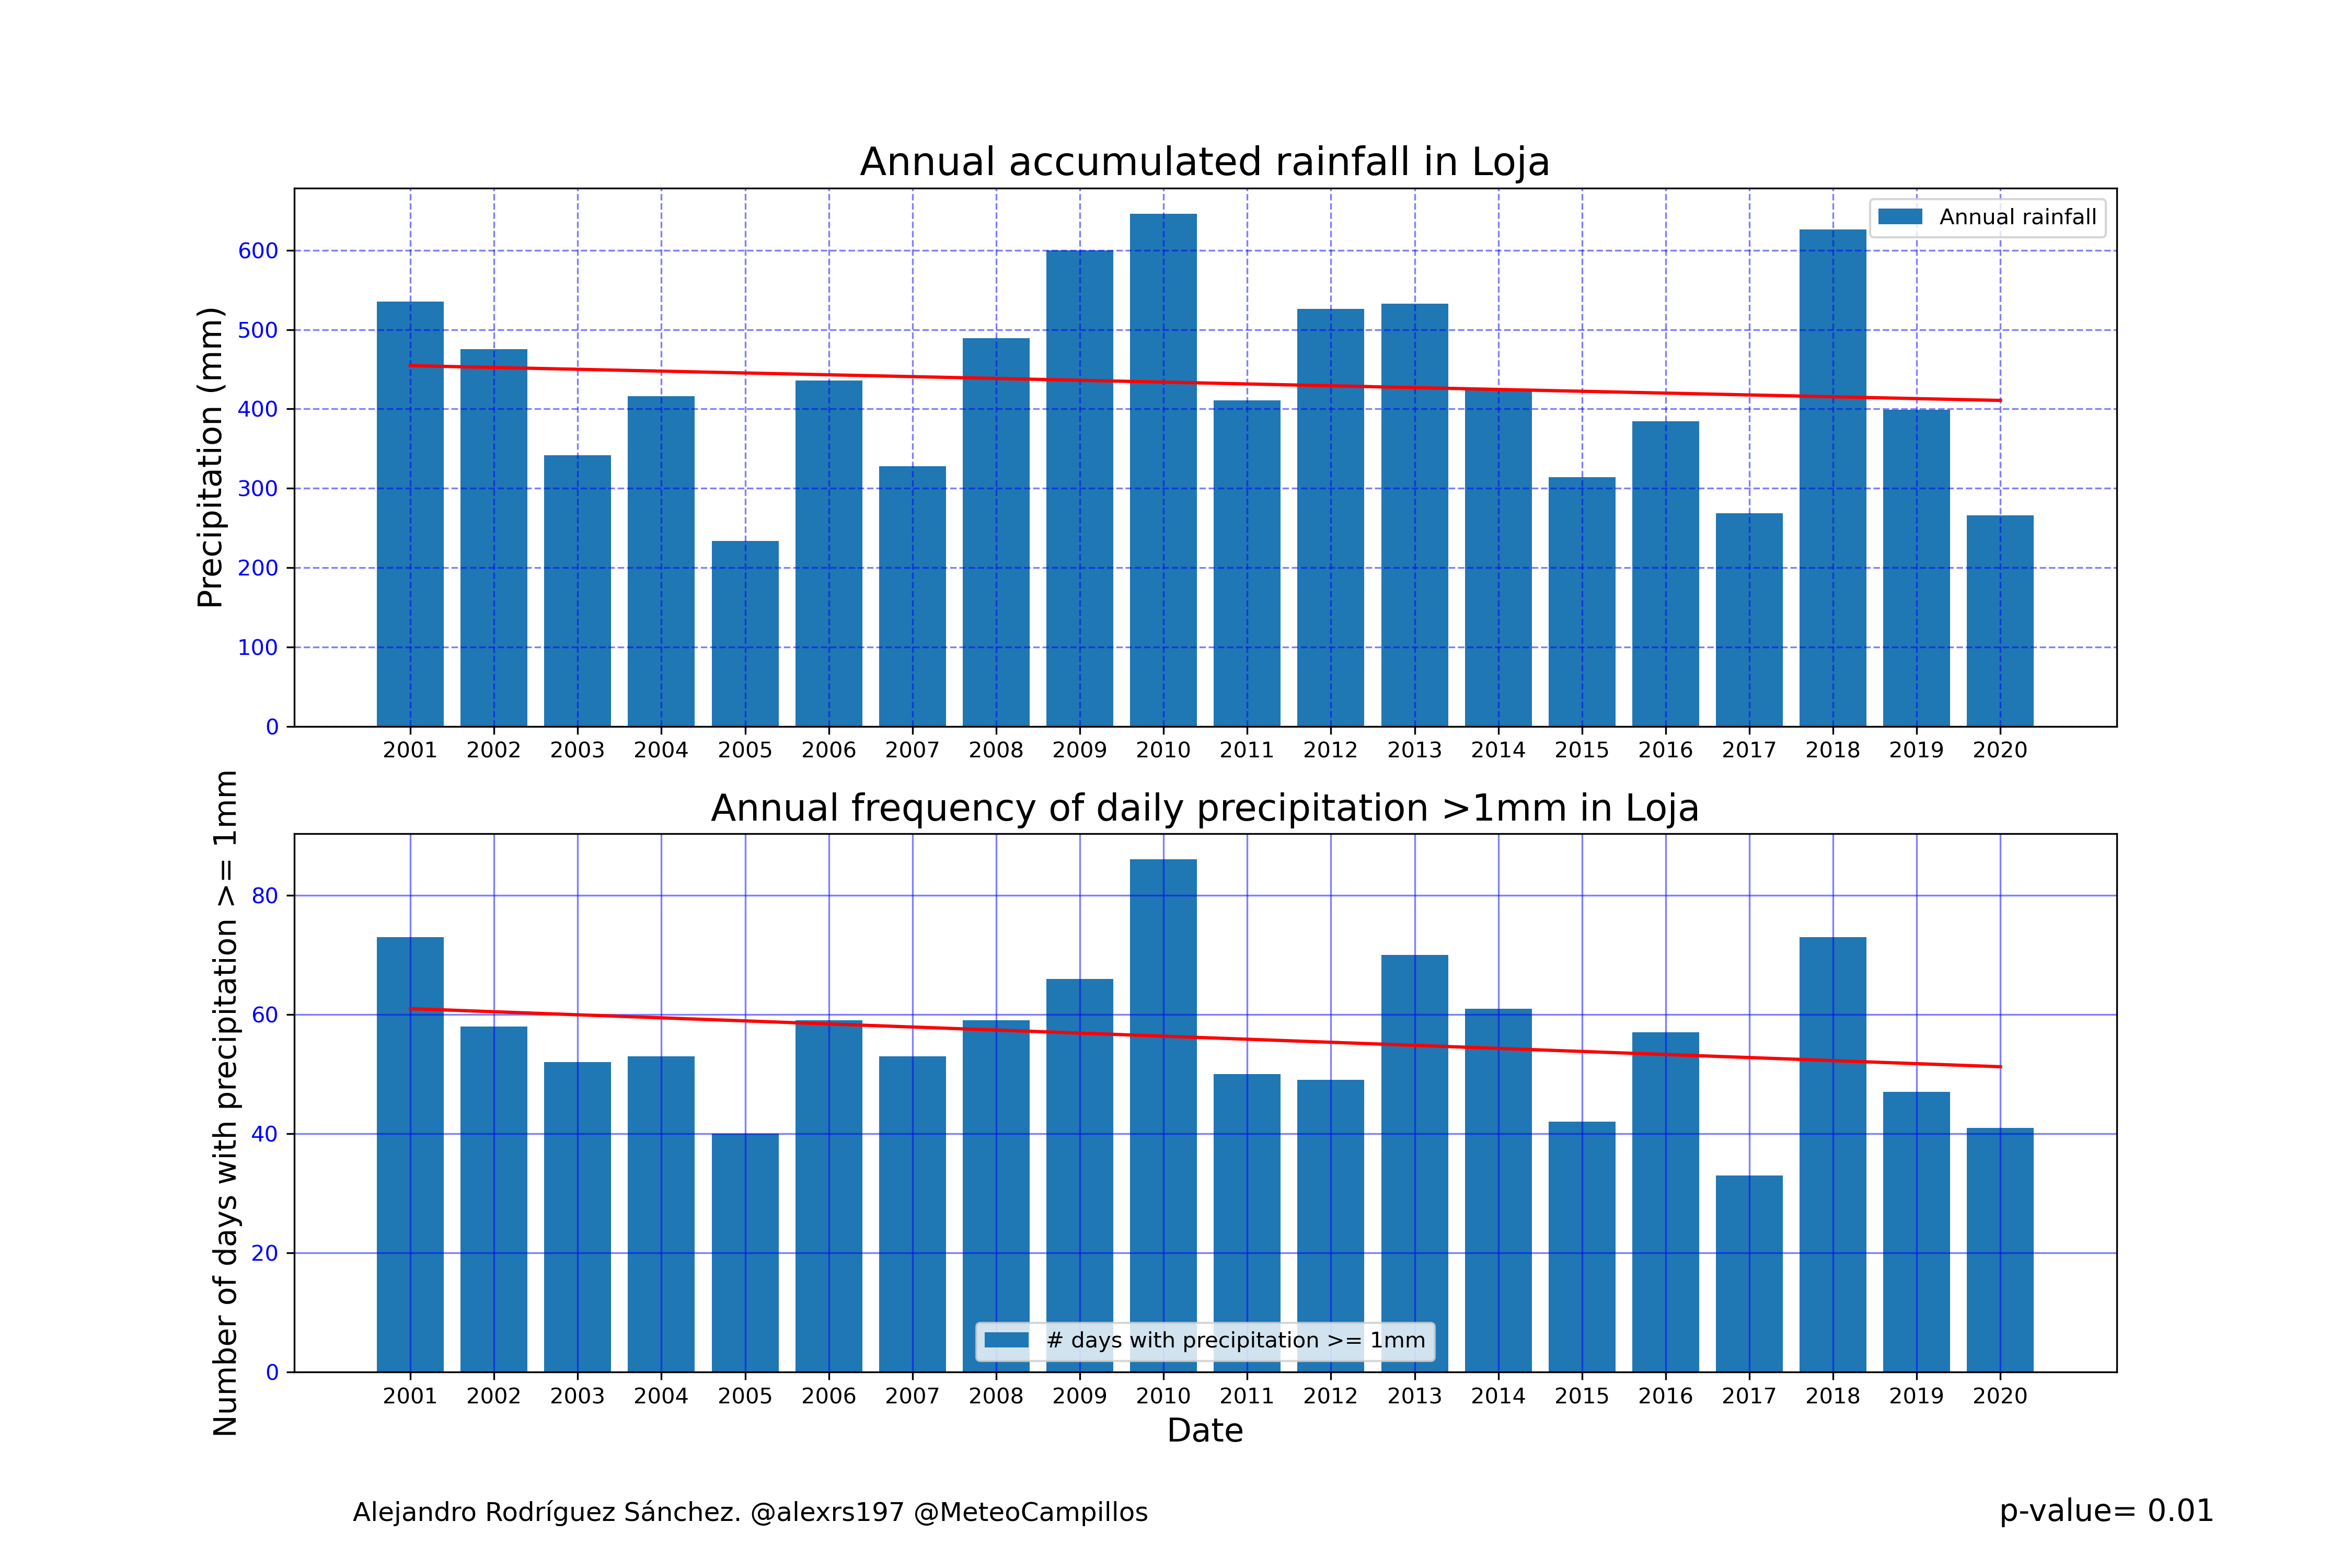 Annual accumulated rainfall in Loja
Annual rainfall
Precipitation (mm)
600
500
400
300
200
100
0
2001 2002 2003 2004 2005 2006 2007 2008 2009 2010 2011 2012 2013 2014 2015 2016 2017 2018 2019 2020
Annual frequency of daily precipitation >1mm in Loja
Number of days with precipitation >= 1mm
80
60
40
20
0
# days with precipitation >= 1mm
2001 2002 2003 2004 2005 2006 2007 2008 2009 2010 2011 2012 2013 2014 2015 2016 2017 2018 2019 2020
Date
Alejandro Rodríguez Sánchez. @alexrs197 @MeteoCampillos
p-value= 0.01